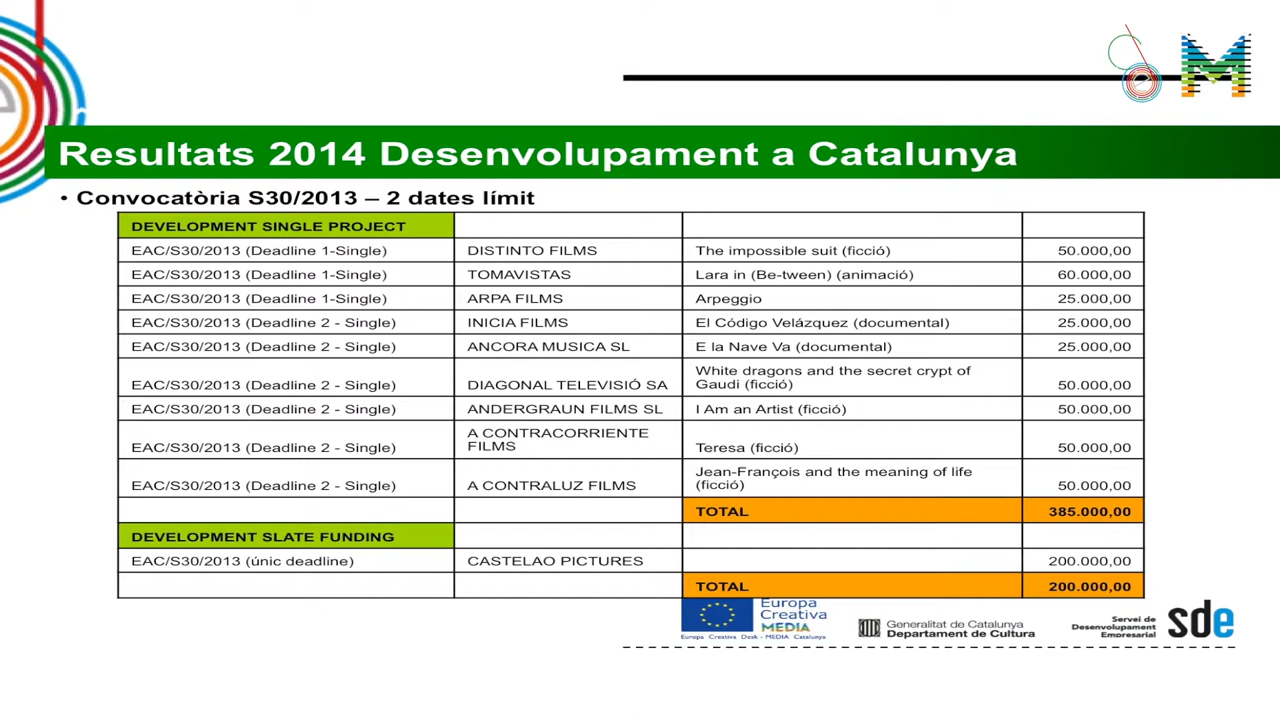 Resultats 2014 Desenvolupament a Catalunya
• Convocatòria S30/2013 – 2 dates límit
DEVELOPMENT SINGLE PROJECT
EAC/S30/2013 (Deadline 1-Single) DISTINTO FILMS The impossible suit (ficció) 50.000,00
EAC/S30/2013 (Deadline 1-Single) TOMAVISTAS Lara in (Be-tween) (animació) 60.000,00
EAC/S30/2013 (Deadline 1-Single) ARPA FILMS Arpeggio 25.000,00
EAC/S30/2013 (Deadline 2 - Single) INICIA FILMS El Código Velázquez (documental) 25.000,00
EAC/S30/2013 (Deadline 2 - Single) ANCORA MUSICA SL E la Nave Va (documental) 25.000,00
White dragons and the secret crypt of
EAC/S30/2013 (Deadline 2 - Single) DIAGONAL TELEVISIÓ SA Gaudi (ficció) 50.000,00
EAC/S30/2013 (Deadline 2 - Single) ANDERGRAUN FILMS SL I Am an Artist (ficció) 50.000,00
A CONTRACORRIENTE
EAC/S30/2013 (Deadline 2 - Single) FILMS Teresa (ficció) 50.000,00
Jean-François and the meaning of life
EAC/S30/2013 (Deadline 2 - Single) A CONTRALUZ FILMS (ficció) 50.000,00
TOTAL 385.000,00
DEVELOPMENT SLATE FUNDING
EAC/S30/2013 (únic deadline) CASTELAO PICTURES 200.000,00
TOTAL 200.000,00
Europa
Creativa
MEDIA
Europa Creativa Desk - MEDIA Catalunya
Generalitat de Catalunya
Departament de Cultura
Servei de
Desenvolupament
Empresarial
sde
M